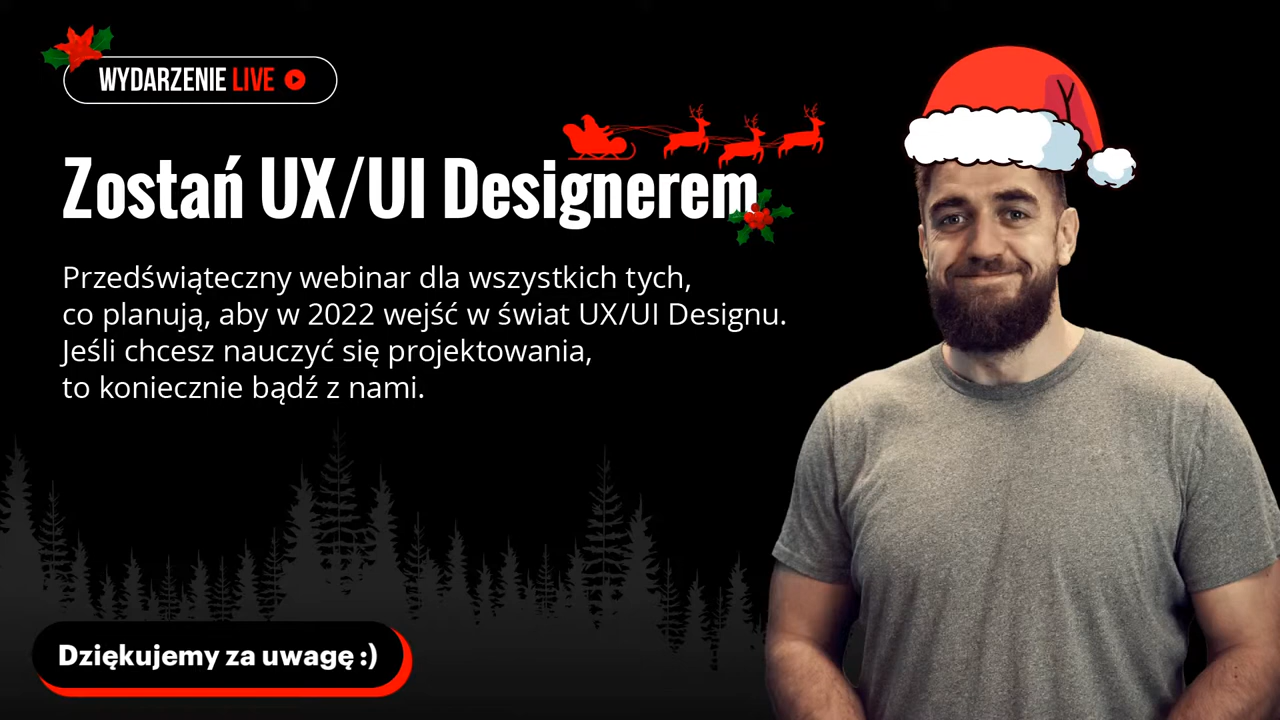 WYDARZENIE LIVE
Zostań UX/UI Designerem
Przedświąteczny webinar dla wszystkich tych,
co planują, aby w 2022 wejść w świat UX/UI Designu.
Jeśli chcesz nauczyć się projektowania,
to koniecznie bądź z nami.
Dziękujemy za uwagę :)